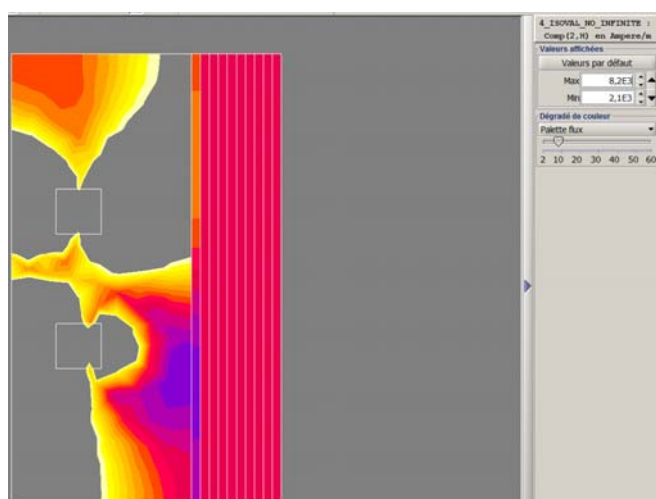 4_ISOVAL_NO_INFINITE :
Comp(2,H) en Ampere/m
Valeurs affichées
Valeurs par défaut
Max 8,2E3
Min 2,1E3
Dégradé de couleur
Palette flux
2 10 20 30 40 50 60